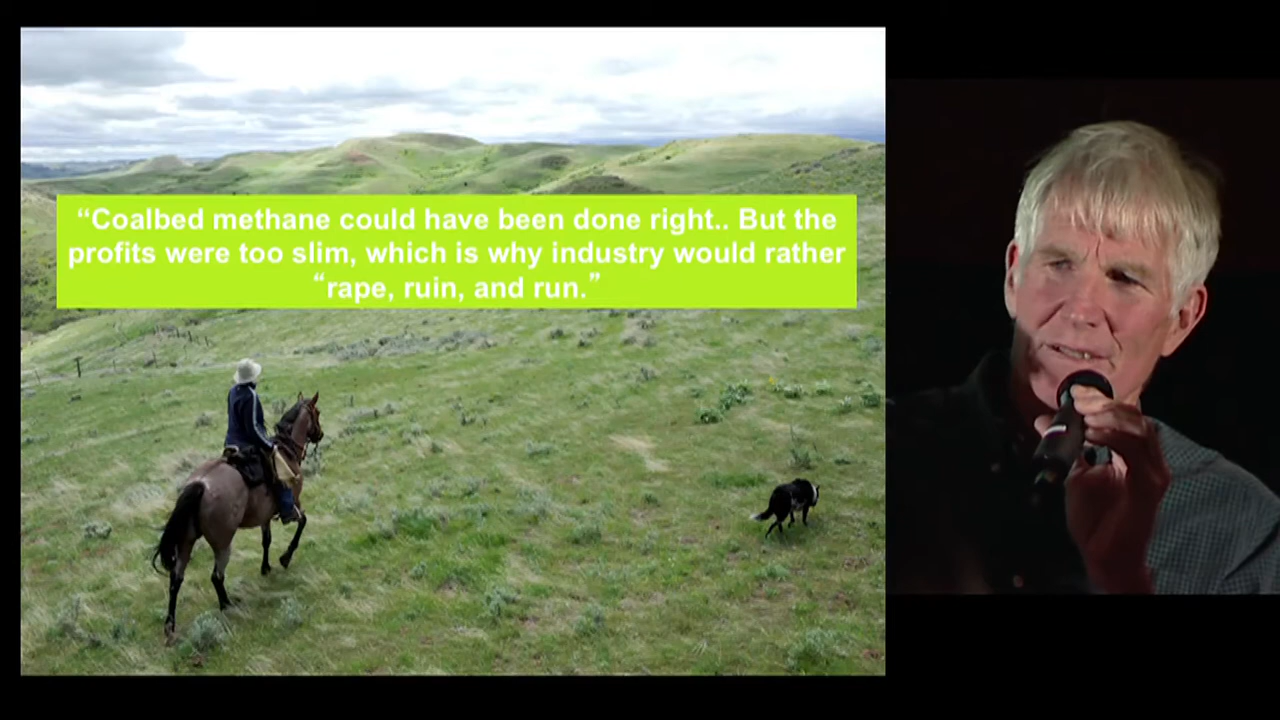 “Coalbed methane could have been done right.. But the
profits were too slim, which is why industry would rather
“rape, ruin, and run.”